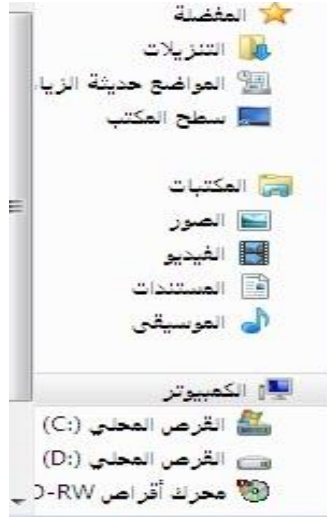 المفضلة
التنزيلات
المواضع حديثة الزيا
سطح المكتب
المكتبات
الصور
الفيديو
المستندات
الموسيقى
الكمبيوتر
القرص المحلي (C:)
القرص المحلي (D:)
محرك أقراص D-RW